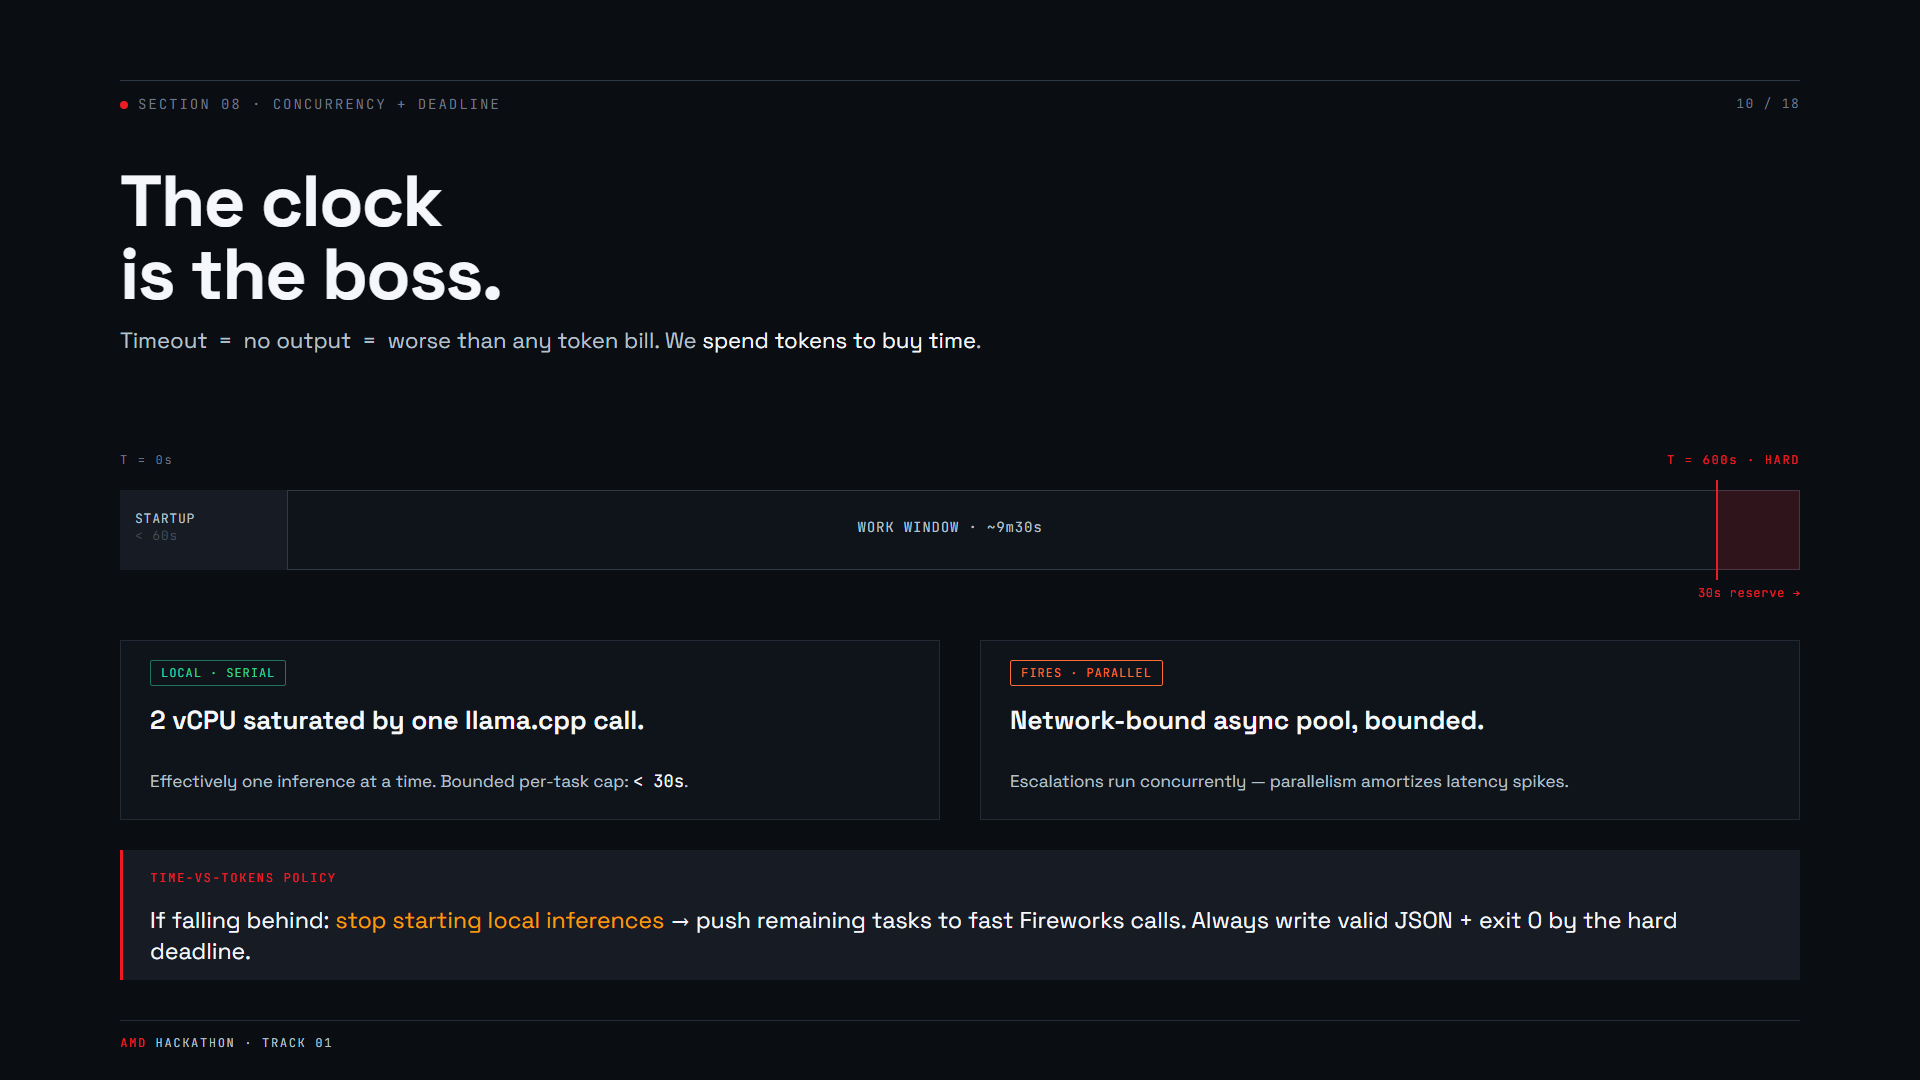 SECTION 08 · CONCURRENCY + DEADLINE
10 / 18
The clock
is the boss.
Timeout = no output = worse than any token bill. We spend tokens to buy time.
T = 0s
T = 600s · HARD
STARTUP
< 60s
WORK WINDOW · ~9m30s
30s reserve →
LOCAL · SERIAL
2 vCPU saturated by one llama.cpp call.
Effectively one inference at a time. Bounded per-task cap: < 30s.
FIRES · PARALLEL
Network-bound async pool, bounded.
Escalations run concurrently — parallelism amortizes latency spikes.
TIME-VS-TOKENS POLICY
If falling behind: stop starting local inferences → push remaining tasks to fast Fireworks calls. Always write valid JSON + exit 0 by the hard
deadline.
AMD HACKATHON · TRACK 01